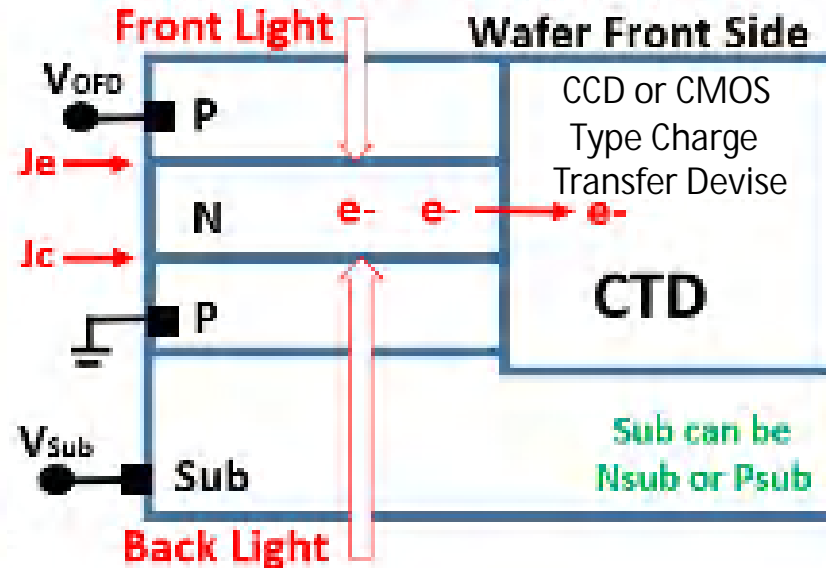 Front Light
Wafer Front Side
VOFD
P
CCD or CMOS
Type Charge
Transfer Devise
Je
N
e-
e-
e-
Jc
P
CTD
VSub
Sub
Sub can be
Nsub or Psub
Back Light